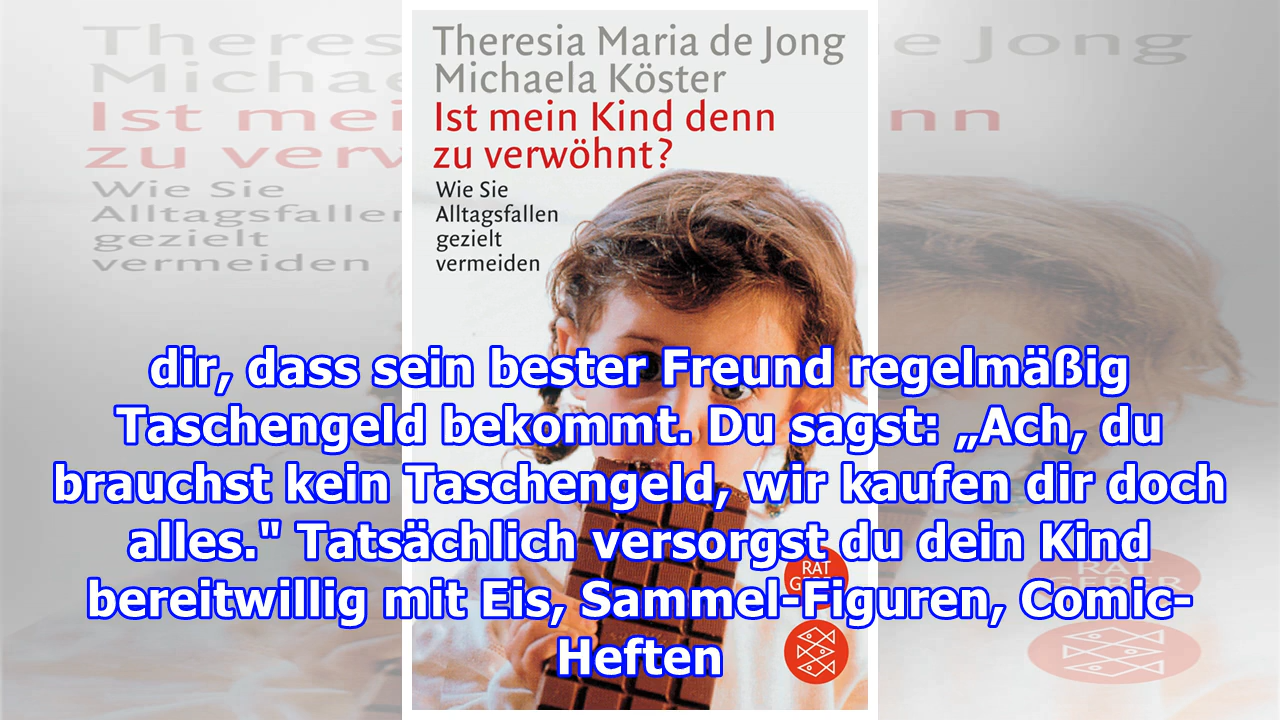 Theresia Maria de Jong
Michaela Köster
Ist mein Kind denn
zu verwöhnt?
Wie Sie
Alltagsfallen
gezielt
vermeiden
dir, dass sein bester Freund regelmäßig
Taschengeld bekommt. Du sagst: „Ach, du
brauchst kein Taschengeld, wir kaufen dir doch
alles." Tatsächlich versorgst du dein Kind
bereitwillig mit Eis, Sammel-Figuren, Comic-
Heften
RAT
GEBER